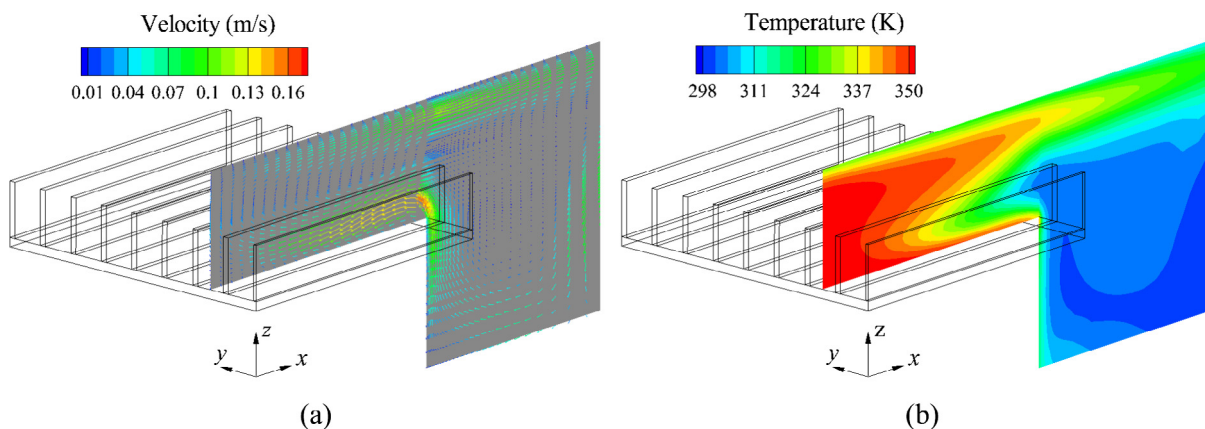 Velocity (m/s)
0.01 0.04 0.07 0.1 0.13 0.16
z
y
x
(a)
Temperature (K)
298 311 324 337 350
z
y
x
(b)